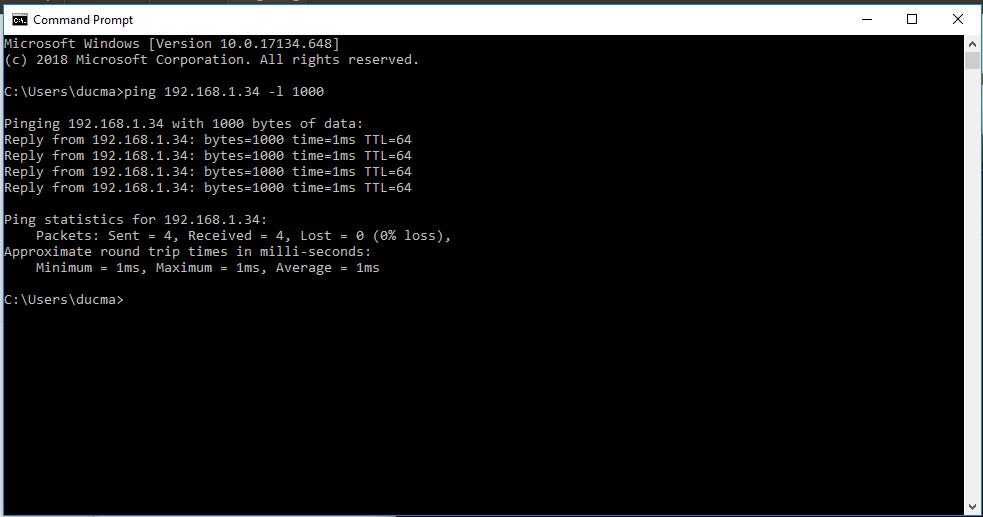 Command Prompt
Microsoft Windows [Version 10.0.17134.648]
(c) 2018 Microsoft Corporation. All rights reserved.
C:\Users\ducma>ping 192.168.1.34 -l 1000
Pinging 192.168.1.34 with 1000 bytes of data:
Reply from 192.168.1.34: bytes=1000 time=1ms TTL=64
Reply from 192.168.1.34: bytes=1000 time=1ms TTL=64
Reply from 192.168.1.34: bytes=1000 time=1ms TTL=64
Reply from 192.168.1.34: bytes=1000 time=1ms TTL=64
Ping statistics for 192.168.1.34:
Packets: Sent = 4, Received = 4, Lost = 0 (0% loss),
Approximate round trip times in milli-seconds:
Minimum = 1ms, Maximum = 1ms, Average = 1ms
C:\Users\ducma>